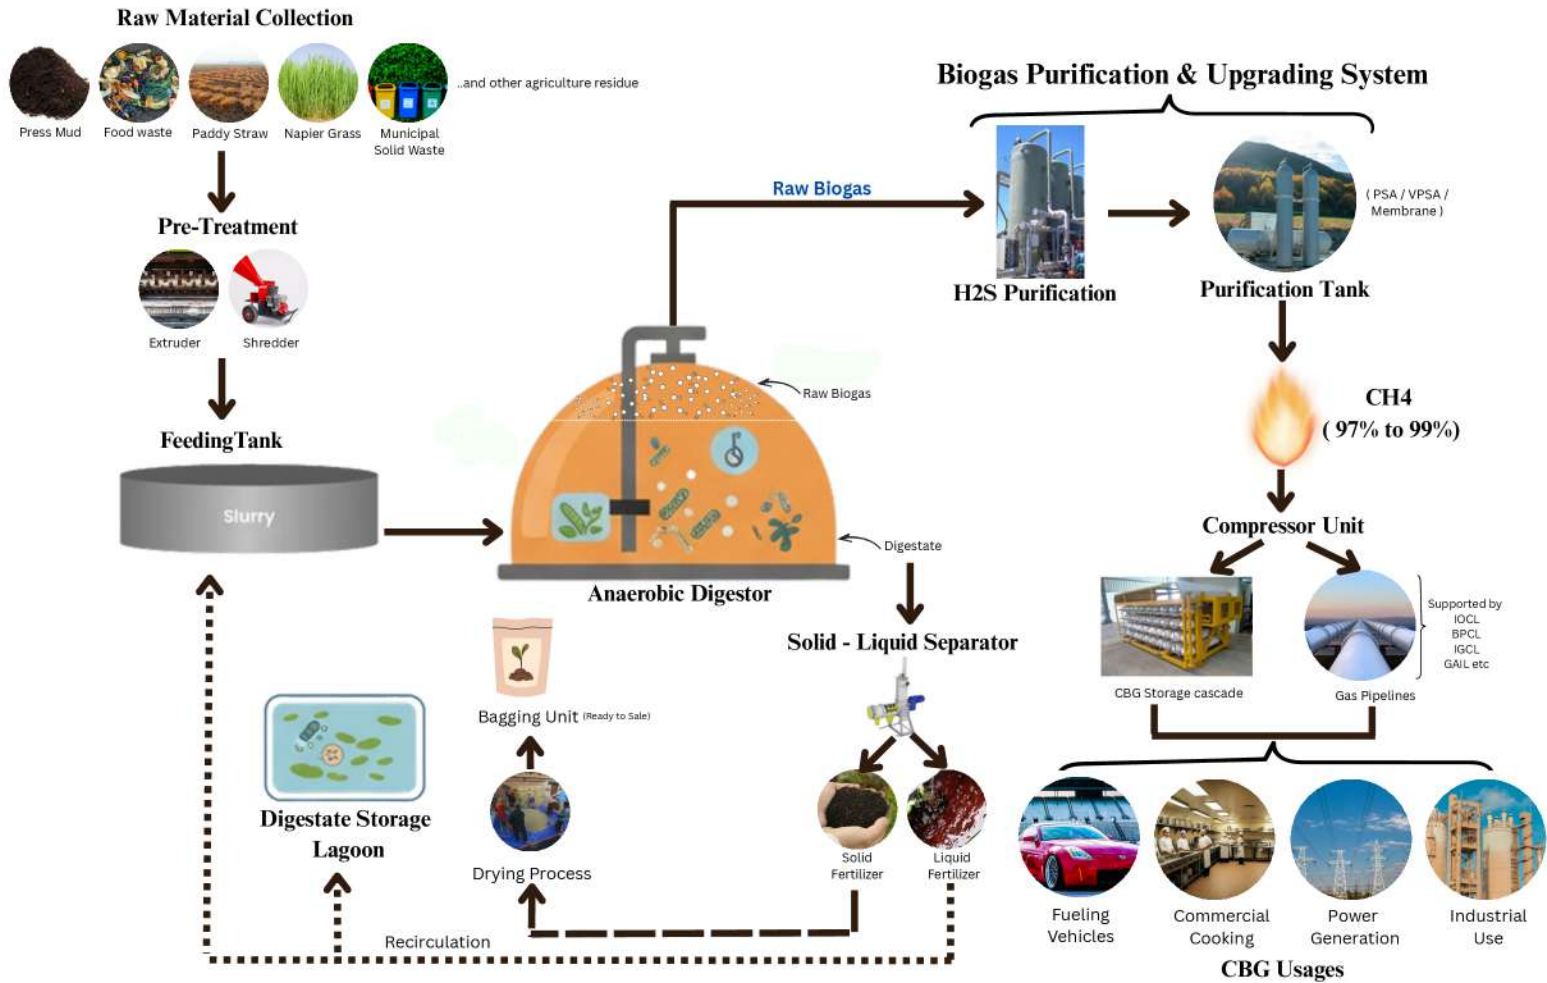 Raw Material Collection
Press Mud
Food waste
Paddy Straw
Napier Grass
Municipal
Solid Waste
..and other agriculture residue
Pre-Treatment
Extruder
Shredder
FeedingTank
Slurry
Raw Biogas
Biogas Purification & Upgrading System
H2S Purification
( PSA / VPSA /
Membrane )
Purification Tank
CH4
( 97% to 99%)
Compressor Unit
CBG Storage cascade
Gas Pipelines
Supported by
IOCL
BPCL
IGCL
GAIL etc
Fueling
Vehicles
Commercial
Cooking
Power
Generation
Industrial
Use
CBG Usages
Raw Biogas
Digestate
Anaerobic Digestor
Solid - Liquid Separator
Solid
Fertilizer
Liquid
Fertilizer
Bagging Unit (Ready to Sale)
Drying Process
Digestate Storage
Lagoon
Recirculation